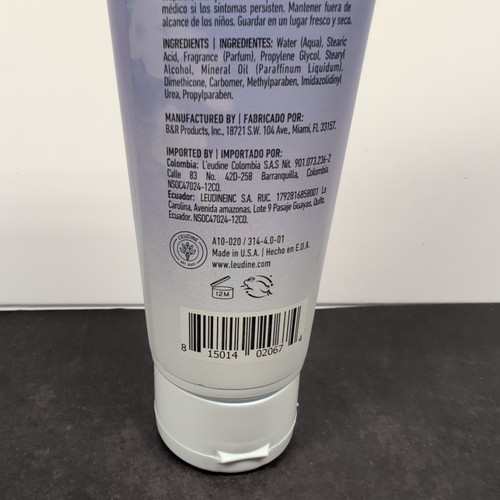 médico si los síntomas persisten. Mantener fuera de
alcance de los niños. Guardar en un lugar fresco y seco.
INGREDIENTS | INGREDIENTES: Water (Aqua), Stearic
Acid, Fragrance (Parfum), Propylene Glycol, Stearyl
Alcohol, Mineral Oil (Paraffinum Liquidum),
Dimethicone, Carbomer, Methylparaben, Imidazolidinyl
Urea, Propylparaben.
MANUFACTURED BY | FABRICADO POR:
B&R Products, Inc., 18721 S.W. 104 Ave., Miami, FL 33157.
IMPORTED BY | IMPORTADO POR:
Colombia: L'eudine Colombia S.A.S Nit. 901.073.236-2
Calle 83 No. 42D-258 Barranquilla, Colombia.
NSOC47024-12CO.
Ecuador: LEUDINEINC S.A. RUC. 1792816858001 La
Carolina, Avenida amazonas, Lote 9 Pasaje Guayas, Quito,
Ecuador. NSOC47024-12CO.
LEUDINE
A10-020 / 314-4.0-01
Made in U.S.A. | Hecho en E.U.A.
www.leudine.com
12M
8 15014 02067 4